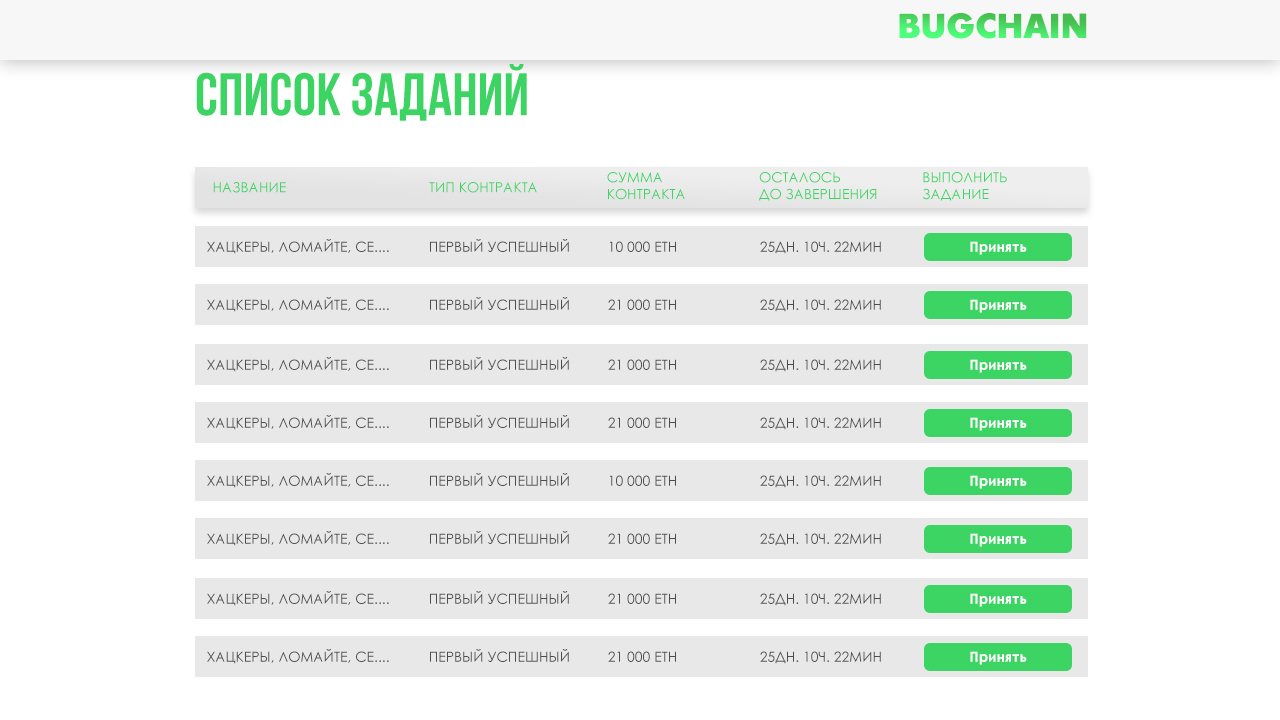 BUGCHAIN
СПИСОК ЗАДАНИЙ
НАЗВАНИЕ ТИП КОНТРАКТА СУММА КОНТРАКТА ОСТАЛОСЬ ДО ЗАВЕРШЕНИЯ ВЫПОЛНИТЬ ЗАДАНИЕ
ХАЦКЕРЫ, ЛОМАЙТЕ, СЕ.... ПЕРВЫЙ УСПЕШНЫЙ 10 000 ETH 25ДН. 10Ч. 22МИН Принять
ХАЦКЕРЫ, ЛОМАЙТЕ, СЕ.... ПЕРВЫЙ УСПЕШНЫЙ 21 000 ETH 25ДН. 10Ч. 22МИН Принять
ХАЦКЕРЫ, ЛОМАЙТЕ, СЕ.... ПЕРВЫЙ УСПЕШНЫЙ 21 000 ETH 25ДН. 10Ч. 22МИН Принять
ХАЦКЕРЫ, ЛОМАЙТЕ, СЕ.... ПЕРВЫЙ УСПЕШНЫЙ 21 000 ETH 25ДН. 10Ч. 22МИН Принять
ХАЦКЕРЫ, ЛОМАЙТЕ, СЕ.... ПЕРВЫЙ УСПЕШНЫЙ 10 000 ETH 25ДН. 10Ч. 22МИН Принять
ХАЦКЕРЫ, ЛОМАЙТЕ, СЕ.... ПЕРВЫЙ УСПЕШНЫЙ 21 000 ETH 25ДН. 10Ч. 22МИН Принять
ХАЦКЕРЫ, ЛОМАЙТЕ, СЕ.... ПЕРВЫЙ УСПЕШНЫЙ 21 000 ETH 25ДН. 10Ч. 22МИН Принять
ХАЦКЕРЫ, ЛОМАЙТЕ, СЕ.... ПЕРВЫЙ УСПЕШНЫЙ 21 000 ETH 25ДН. 10Ч. 22МИН Принять